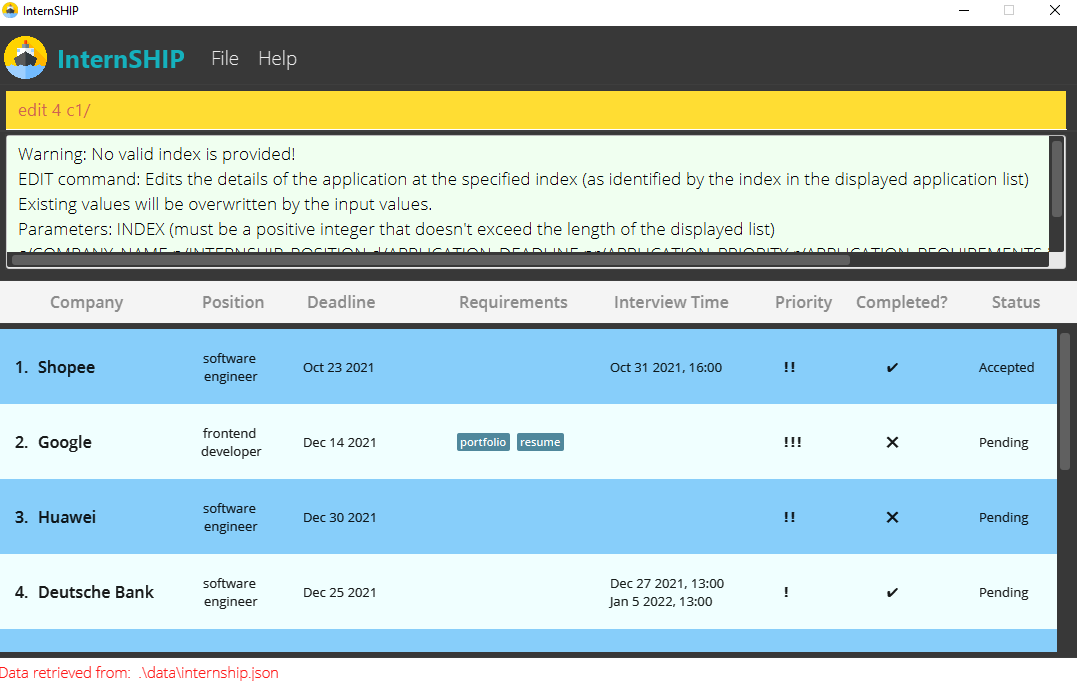 InternSHIP
InternSHIP File Help
edit 4 c1/
Warning: No valid index is provided!
EDIT command: Edits the details of the application at the specified index (as identified by the index in the displayed application list)
Existing values will be overwritten by the input values.
Parameters: INDEX (must be a positive integer that doesn't exceed the length of the displayed list)
c/COMPANY_NAME p/INTERNSHIP_POSITION d/APPLICATION_DEADLINE pr/APPLICATION_PRIORITY r/APPLICATION_REQUIREMENTS
Company Position Deadline Requirements Interview Time Priority Completed? Status
1. Shopee software engineer Oct 23 2021 Oct 31 2021, 16:00 !! ✔ Accepted
2. Google frontend developer Dec 14 2021 portfolio resume !!! ✕ Pending
3. Huawei software engineer Dec 30 2021 !! ✕ Pending
4. Deutsche Bank software engineer Dec 25 2021 Dec 27 2021, 13:00 Jan 5 2022, 13:00 ! ✔ Pending
Data retrieved from: .\data\internship.json